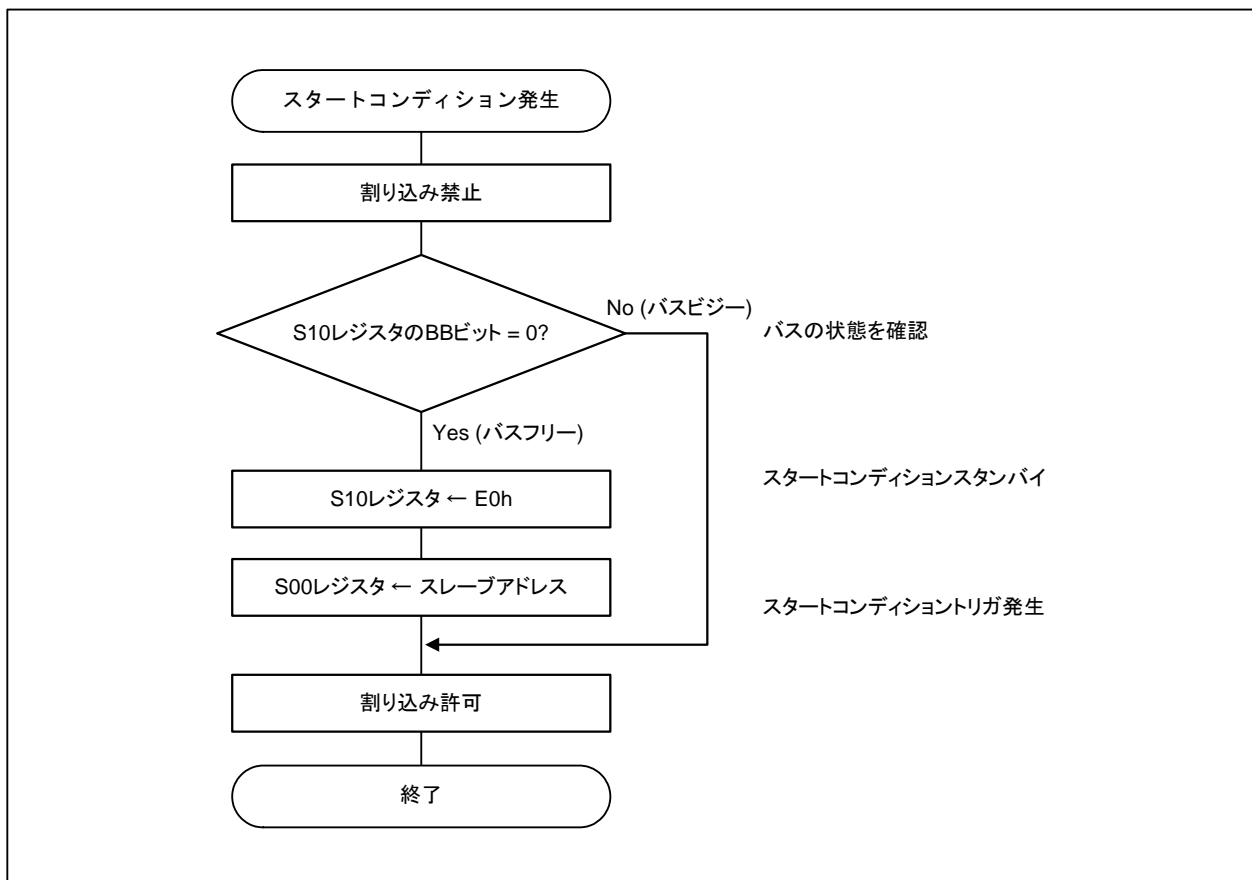 スタートコンディション発生
割り込み禁止
No (バスビジー)
S10レジスタのBBビット = 0?
バスの状態を確認
Yes (バスフリー)
S10レジスタ ← E0h
スタートコンディションスタンバイ
S00レジスタ ← スレーブアドレス
スタートコンディショントリガ発生
割り込み許可
終了